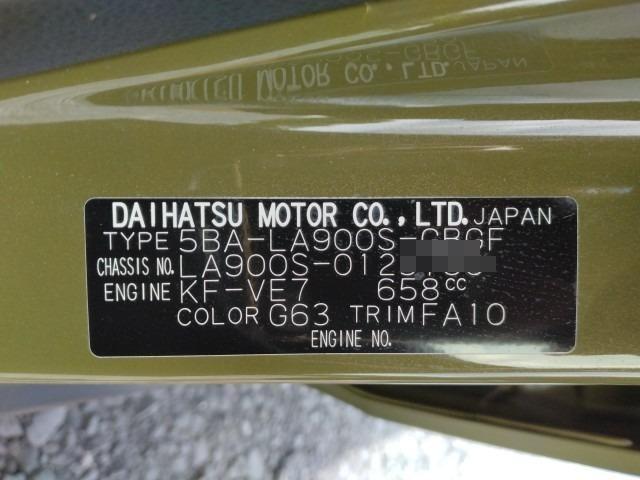 DAIHATSU MOTOR CO., LTD. JAPAN
TYPE 5BA-LA900S-GBGF
CHASSIS NO. LA900S-012
ENGINE KF-VE7 658cc
COLOR G63 TRIM FA10
ENGINE NO.